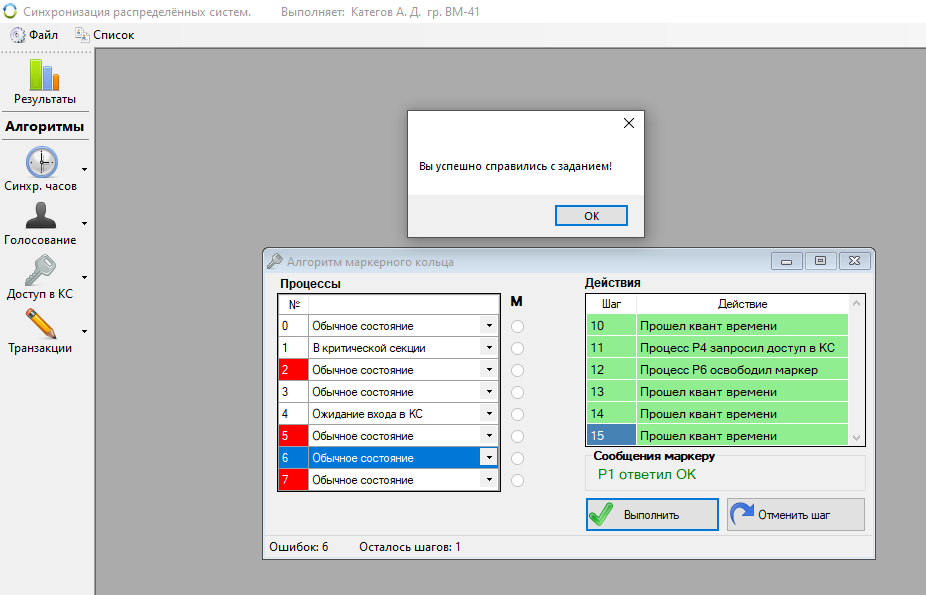 Синхронизация распределённых систем. Выполняет: Категов А. Д. гр. ВМ-41
Файл Список
Результаты
Алгоритмы
Синхр. часов
Голосование
Доступ в КС
Транзакции
Вы успешно справились с заданием!
OK
Алгоритм маркерного кольца
Процессы
№
М
0 Обычное состояние
1 В критической секции
2 Обычное состояние
3 Обычное состояние
4 Ожидание входа в КС
5 Обычное состояние
6 Обычное состояние
7 Обычное состояние
Действия
Шаг Действие
10 Прошел квант времени
11 Процесс P4 запросил доступ в КС
12 Процесс P6 освободил маркер
13 Прошел квант времени
14 Прошел квант времени
15 Прошел квант времени
Сообщения маркеру
P1 ответил OK
Выполнить Отменить шаг
Ошибок: 6 Осталось шагов: 1